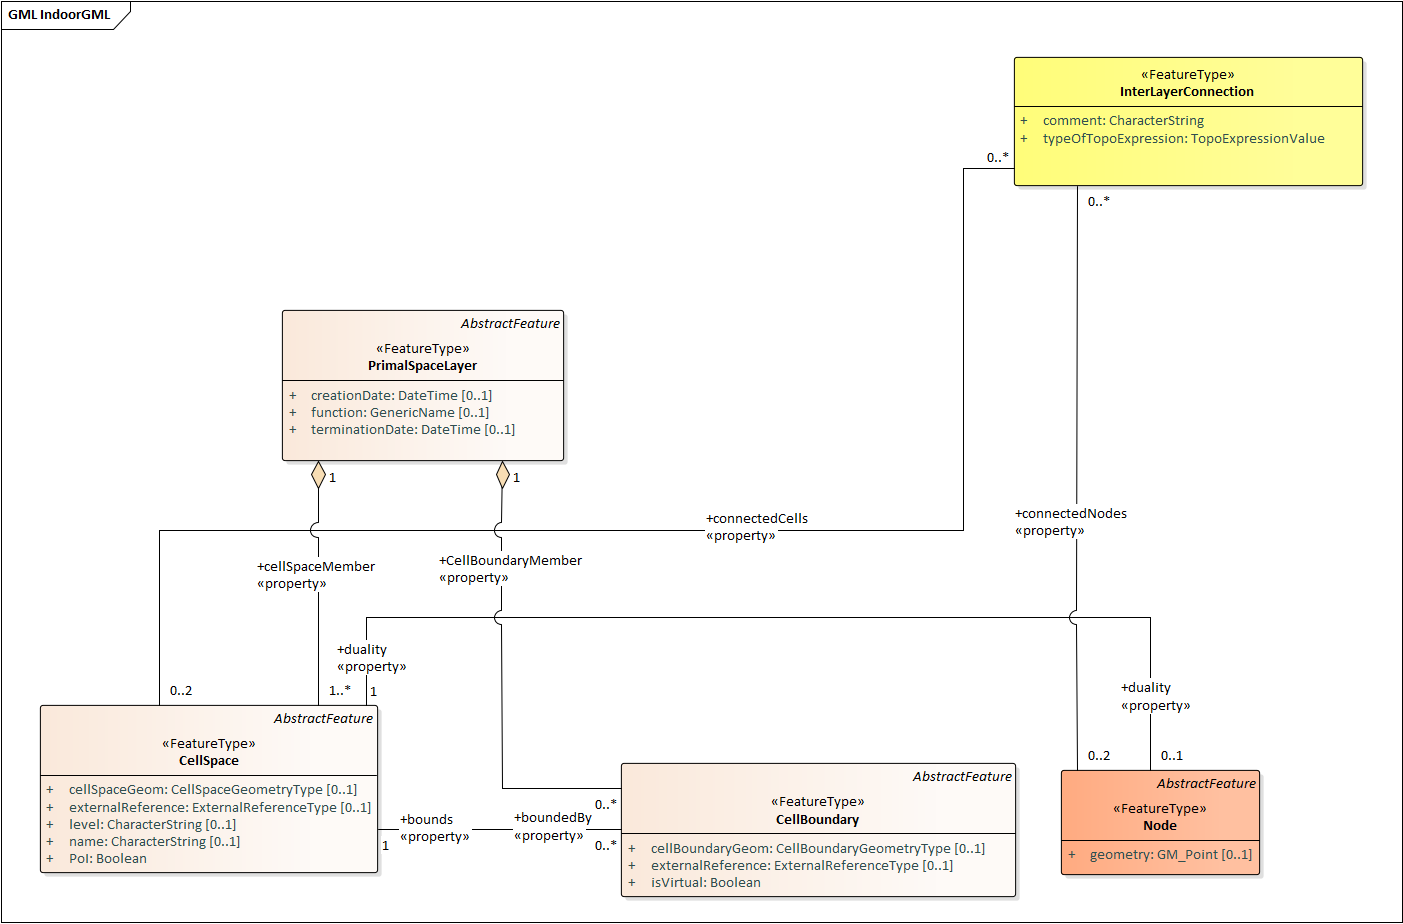 GML IndoorGML
«FeatureType»
InterLayerConnection
+ comment: CharacterString
+ typeOfTopoExpression: TopoExpressionValue
0..*
0..*
AbstractFeature
«FeatureType»
PrimalSpaceLayer
+ creationDate: DateTime [0..1]
+ function: GenericName [0..1]
+ terminationDate: DateTime [0..1]
1
1
+connectedCells
«property»
+connectedNodes
«property»
+cellSpaceMember
«property»
+CellBoundaryMember
«property»
+duality
«property»
+duality
«property»
0..2
1..*
1
0..2
0..1
AbstractFeature
«FeatureType»
CellSpace
+ cellSpaceGeom: CellSpaceGeometryType [0..1]
+ externalReference: ExternalReferenceType [0..1]
+ level: CharacterString [0..1]
+ name: CharacterString [0..1]
+ PoI: Boolean
+bounds
«property»
1
+boundedBy
«property»
0..*
0..*
AbstractFeature
«FeatureType»
CellBoundary
+ cellBoundaryGeom: CellBoundaryGeometryType [0..1]
+ externalReference: ExternalReferenceType [0..1]
+ isVirtual: Boolean
AbstractFeature
«FeatureType»
Node
+ geometry: GM_Point [0..1]